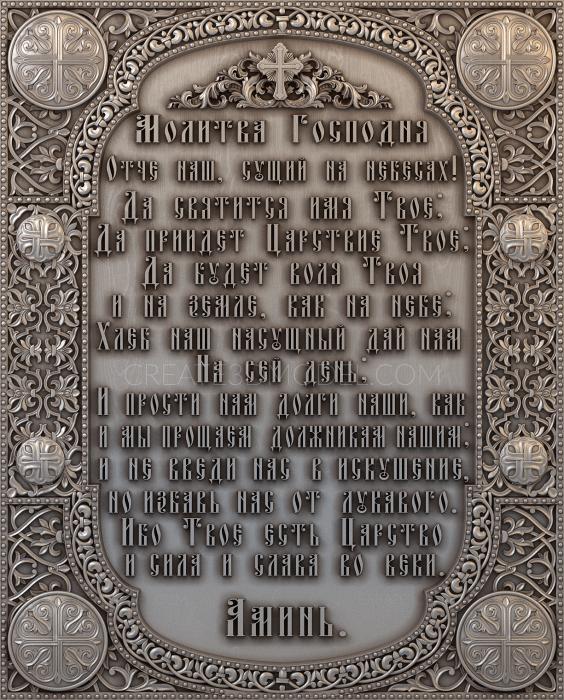 Молитва Господня
Отче наш, сущий на небесах!
Да святится имя Твое;
Да приидет Царствие Твое;
Да будет воля Твоя
и на земле, как на небе;
Хлеб наш насущный дай нам
На сей день;
И прости нам долги наши, как
и мы прощаем должникам нашим;
и не введи нас в искушение,
но избавь нас от лукавого.
Ибо Твое есть Царство
и сила и слава во веки.
Аминь.